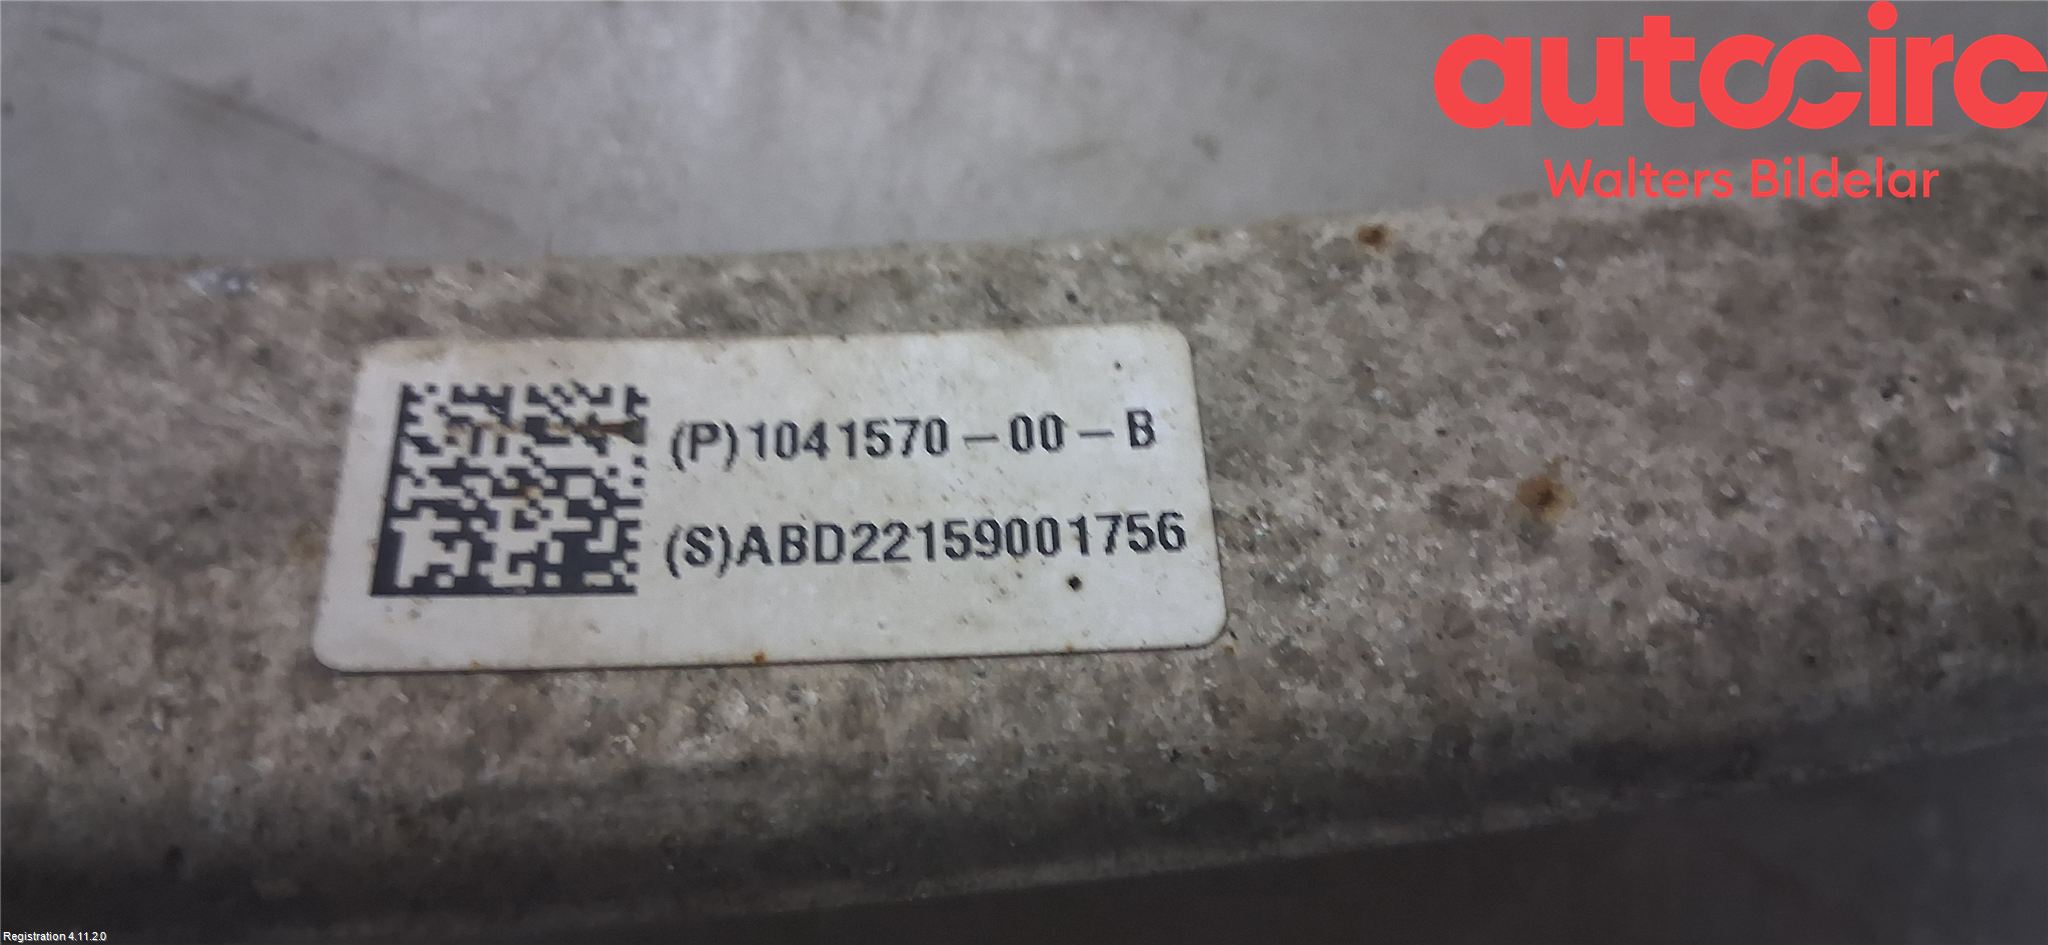 autocirc
Walters Bildelar
(P)1041570-00-B
(S)ABD22159001756
Registration 4.11.2.0